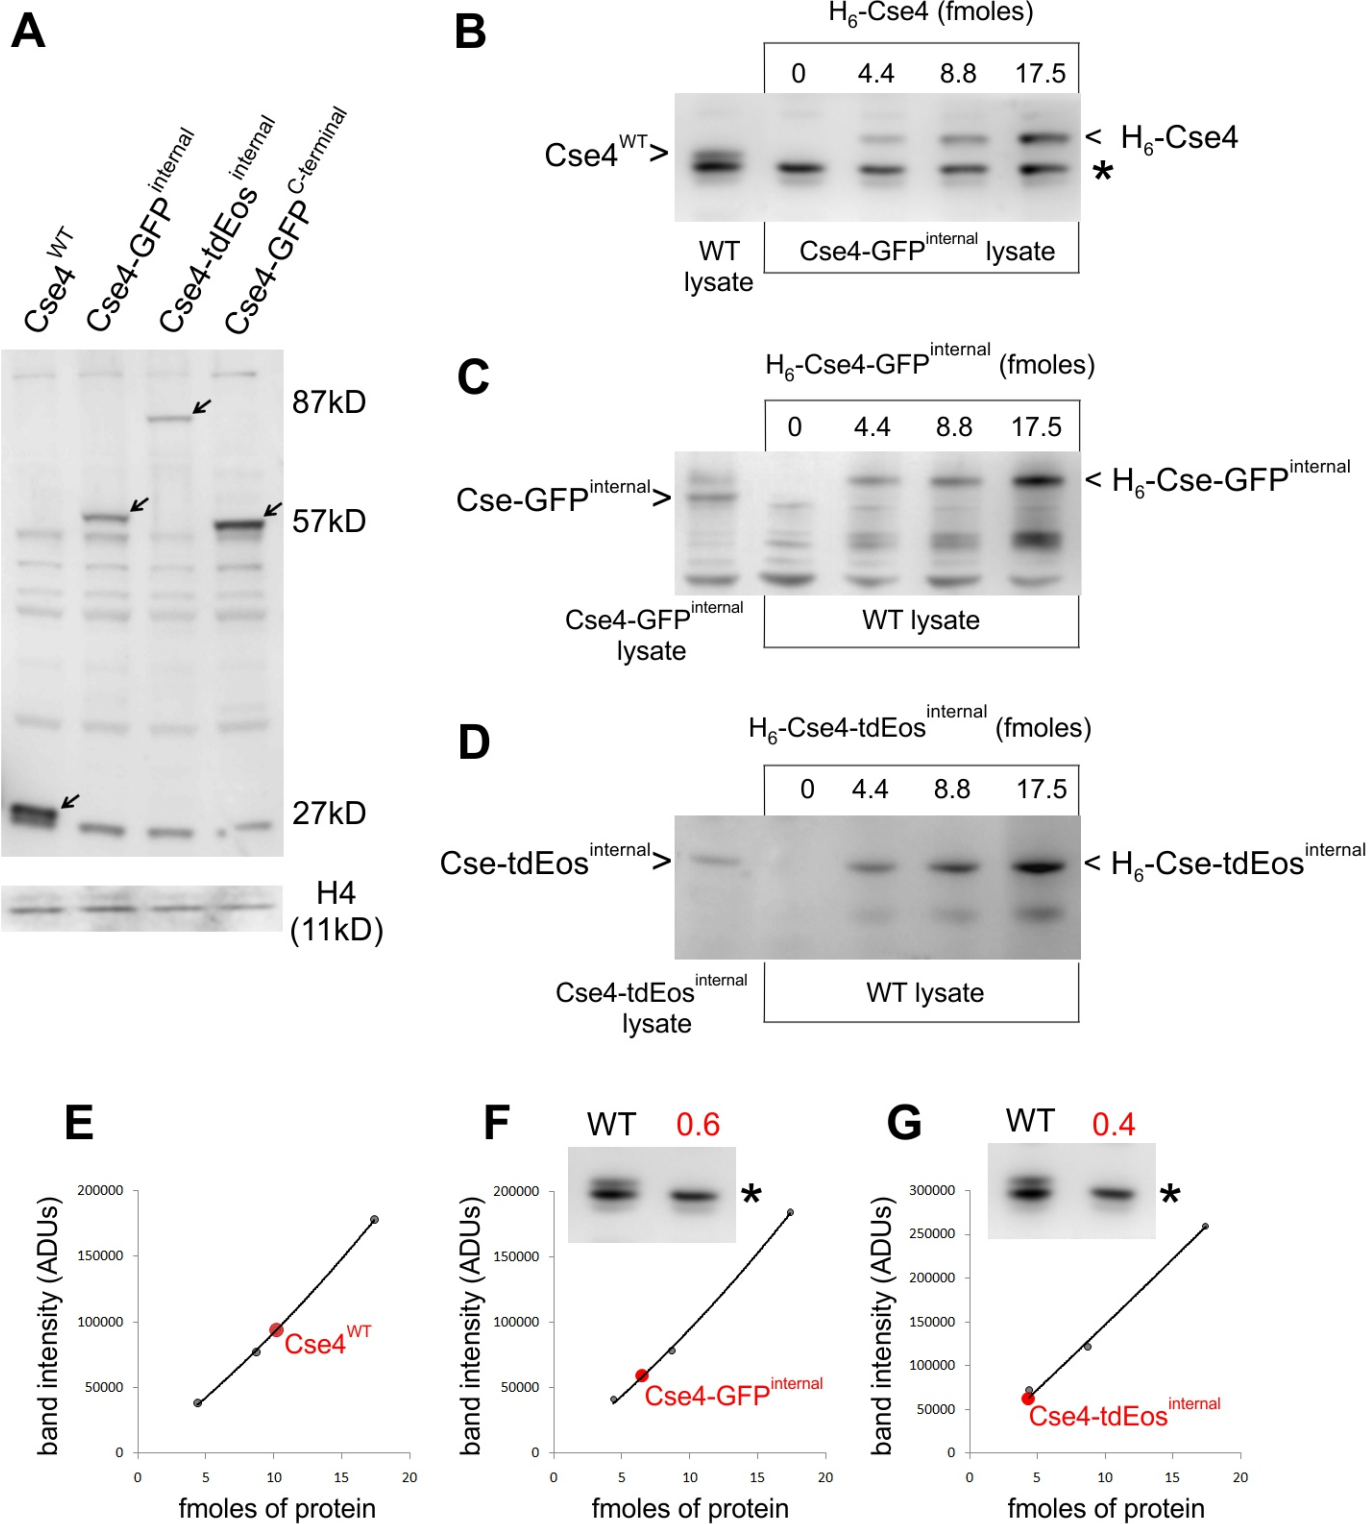 A
Cse4WT
Cse4-GFPinternal
Cse4-tdEosinternal
Cse4-GFPC-terminal
87kD
57kD
27kD
H4
(11kD)
B
H6-Cse4 (fmoles)
0 4.4 8.8 17.5
Cse4WT>
< H6-Cse4
*
WT
lysate
Cse4-GFPinternal lysate
C
H6-Cse4-GFPinternal (fmoles)
0 4.4 8.8 17.5
Cse-GFPinternal>
< H6-Cse-GFPinternal
Cse4-GFPinternal
lysate
WT lysate
D
H6-Cse4-tdEosinternal (fmoles)
0 4.4 8.8 17.5
Cse-tdEosinternal>
< H6-Cse-tdEosinternal
Cse4-tdEosinternal
lysate
WT lysate
E
band intensity (ADUs)
200000
150000
100000
50000
0
Cse4WT
0 5 10 15 20
fmoles of protein
F
WT 0.6
*
band intensity (ADUs)
200000
150000
100000
50000
0
Cse4-GFPinternal
0 5 10 15 20
fmoles of protein
G
WT 0.4
*
band intensity (ADUs)
300000
250000
200000
150000
100000
50000
0
Cse4-tdEosinternal
0 5 10 15 20
fmoles of protein